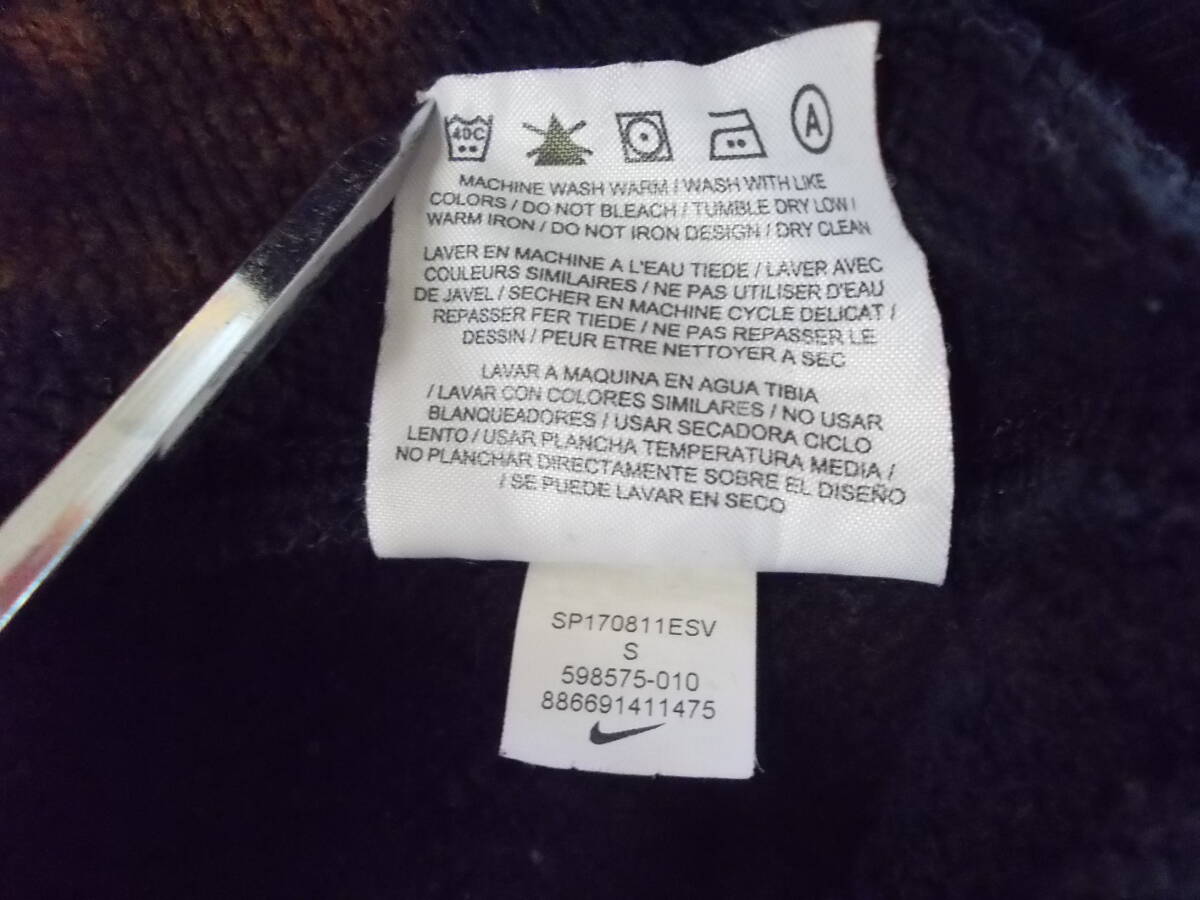 40C
A
MACHINE WASH WARM / WASH WITH LIKE
COLORS / DO NOT BLEACH / TUMBLE DRY LOW /
WARM IRON / DO NOT IRON DESIGN / DRY CLEAN
LAVER EN MACHINE A L'EAU TIEDE / LAVER AVEC
COULEURS SIMILAIRES / NE PAS UTILISER D'EAU
DE JAVEL / SECHER EN MACHINE CYCLE DELICAT /
REPASSER FER TIEDE / NE PAS REPASSER LE
DESSIN / PEUR ETRE NETTOYER A SEC
LAVAR A MAQUINA EN AGUA TIBIA
/ LAVAR CON COLORES SIMILARES / NO USAR
BLANQUEADORES / USAR SECADORA CICLO
LENTO / USAR PLANCHA TEMPERATURA MEDIA /
NO PLANCHAR DIRECTAMENTE SOBRE EL DISEÑO
/ SE PUEDE LAVAR EN SECO
SP170811ESV
S
598575-010
886691411475